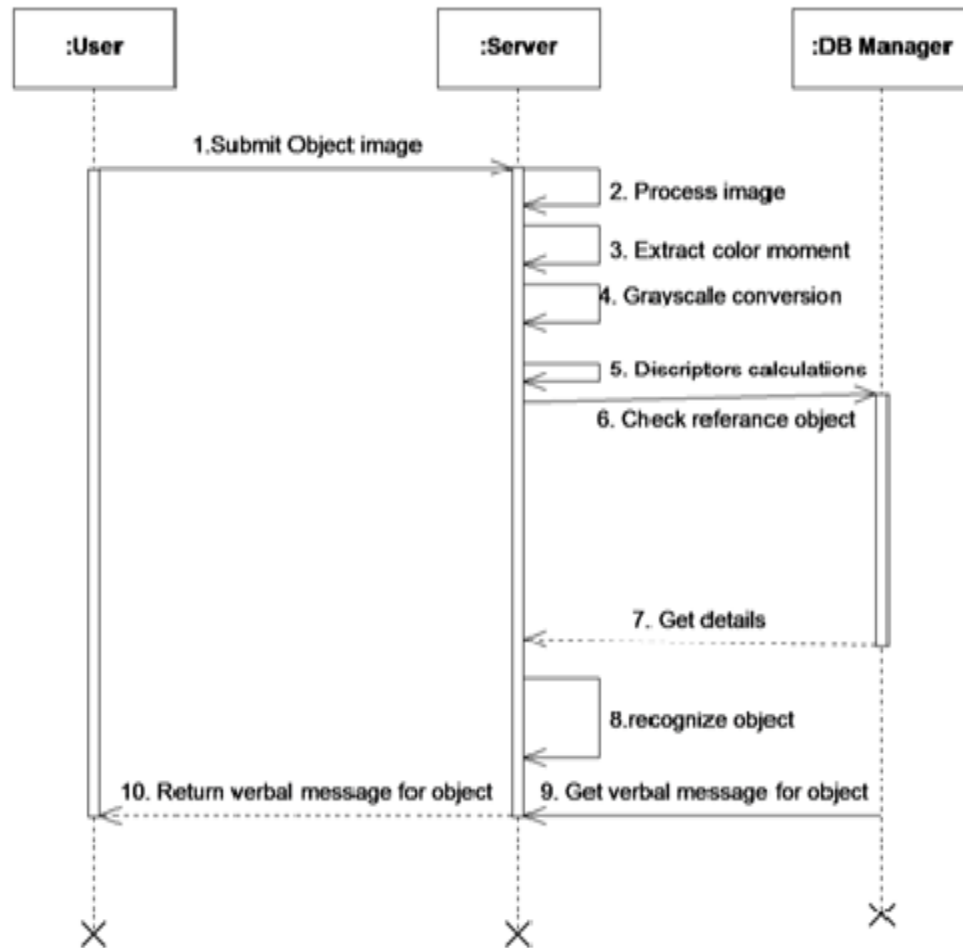 :User
:Server
:DB Manager
1.Submit Object image
2. Process image
3. Extract color moment
4. Grayscale conversion
5. Discriptors calculations
6. Check referance object
7. Get details
8.recognize object
10. Return verbal message for object
9. Get verbal message for object